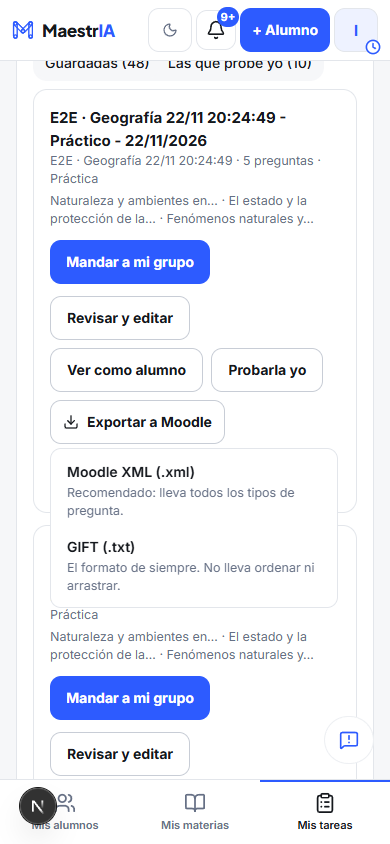 MaestrIA
9+
+ Alumno
I
Guardadas (48) Las que probé yo (10)
E2E · Geografía 22/11 20:24:49 -
Práctico - 22/11/2026
E2E · Geografía 22/11 20:24:49 · 5 preguntas ·
Práctica
Naturaleza y ambientes en... · El estado y la
protección de la... · Fenómenos naturales y...
Mandar a mi grupo
Revisar y editar
Ver como alumno
Probarla yo
Exportar a Moodle
Moodle XML (.xml)
Recomendado: lleva todos los tipos de
pregunta.
GIFT (.txt)
El formato de siempre. No lleva ordenar ni
arrastrar.
Práctica
Naturaleza y ambientes en... · El estado y la
protección de la... · Fenómenos naturales y...
Mandar a mi grupo
Revisar y editar
N
Mis alumnos
Mis materias
Mis tareas